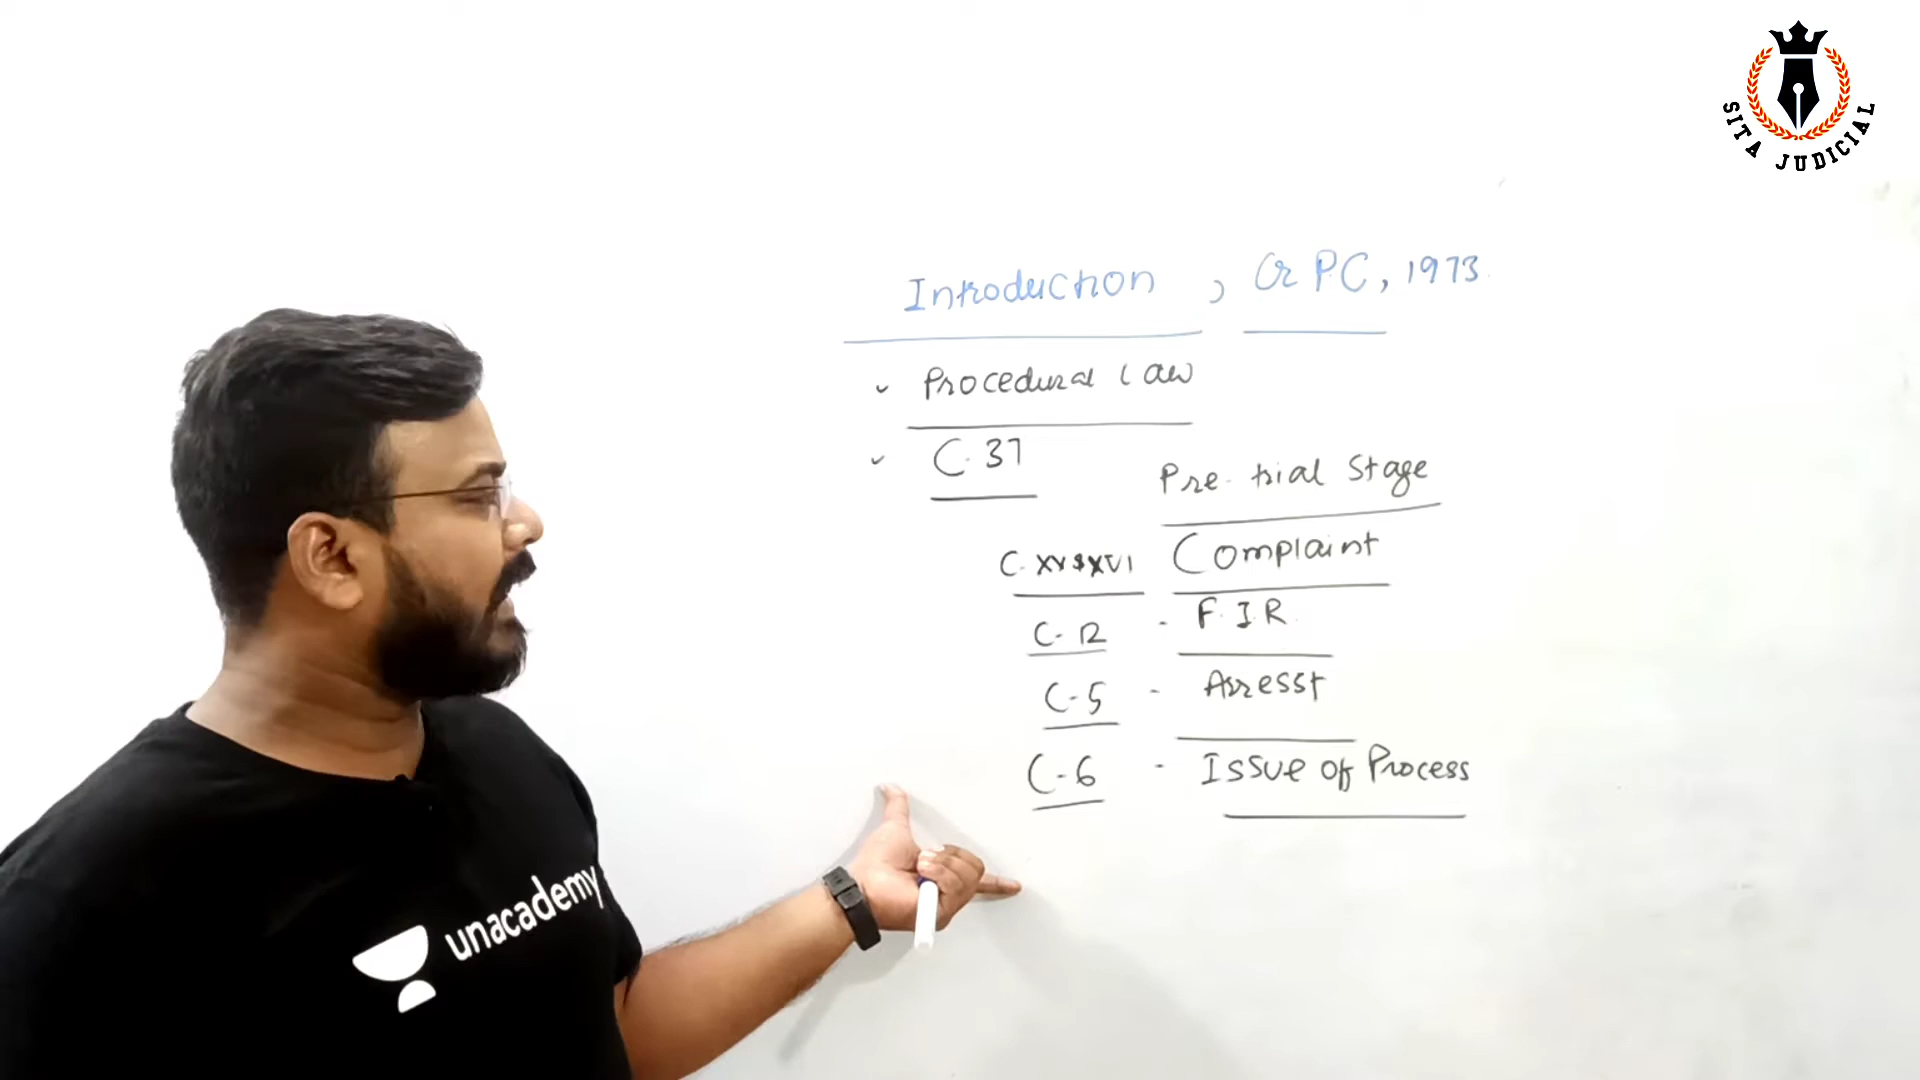 SITA JUDICIAL
Introduction, Cr P.C, 1973.
Procedural Law
C. 37
Pre-trial Stage
C. XV & XVI Complaint
C- 12 - F.I.R
C-5 - Arresst
C-6 - Issue of Process
unacademy